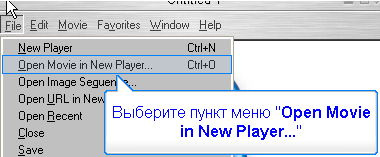 Untitled 1
File Edit Movie Favorites Window Help
New Player Ctrl+N
Open Movie in New Player... Ctrl+O
Open Image Sequence...
Open URL in New
Open Recent
Close
Save
Выберите пункт меню "Open Movie
in New Player..."